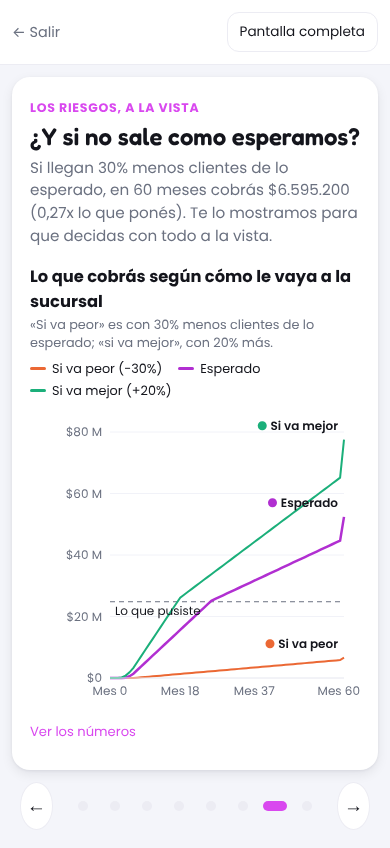 ← Salir
Pantalla completa
LOS RIESGOS, A LA VISTA
¿Y si no sale como esperamos?
Si llegan 30% menos clientes de lo
esperado, en 60 meses cobrás $6.595.200
(0,27x lo que ponés). Te lo mostramos para
que decidas con todo a la vista.
Lo que cobrás según cómo le vaya a la
sucursal
«Si va peor» es con 30% menos clientes de lo
esperado; «si va mejor», con 20% más.
Si va peor (-30%) Esperado
Si va mejor (+20%)
Si va mejor
$80 M
$60 M
Esperado
$40 M
Lo que pusiste
$20 M
Si va peor
$0
Mes 0 Mes 18 Mes 37 Mes 60
Ver los números
← →